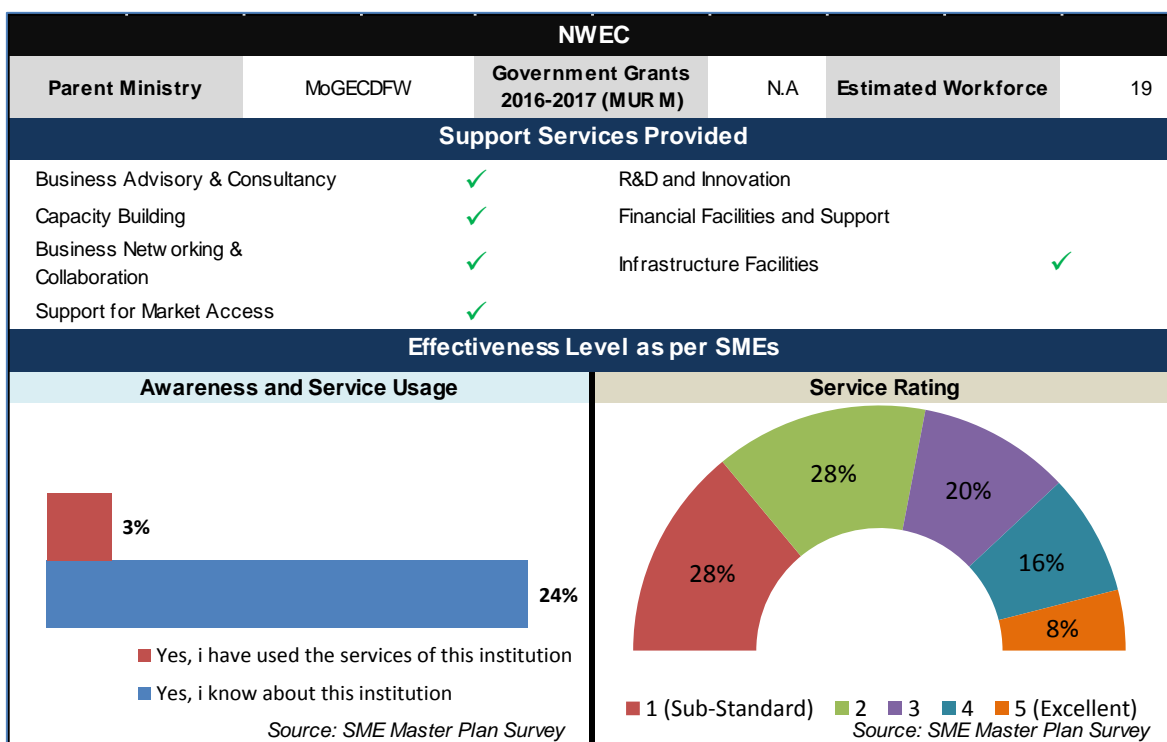 NWEC
Parent Ministry
MoGECDFW
Government Grants
2016-2017 (MUR M)
N.A
Estimated Workforce
19
Support Services Provided
Business Advisory & Consultancy ✓
R&D and Innovation
Capacity Building ✓
Financial Facilities and Support
Business Networking &
Collaboration ✓
Infrastructure Facilities ✓
Support for Market Access ✓
Effectiveness Level as per SMEs
Awareness and Service Usage
3%
24%
Yes, i have used the services of this institution
Yes, i know about this institution
Source: SME Master Plan Survey
Service Rating
28%
28%
20%
16%
8%
1 (Sub-Standard) 2 3 4 5 (Excellent)
Source: SME Master Plan Survey